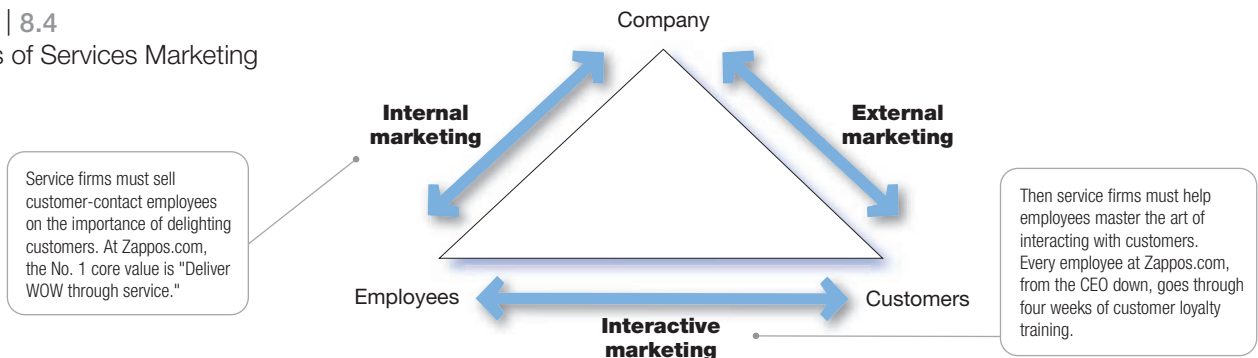 | 8.4
s of Services Marketing
Company
Internal
marketing
External
marketing
Service firms must sell
customer-contact employees
on the importance of delighting
customers. At Zappos.com,
the No. 1 core value is "Deliver
WOW through service."
Then service firms must help
employees master the art of
interacting with customers.
Every employee at Zappos.com,
from the CEO down, goes through
four weeks of customer loyalty
training.
Employees
Customers
Interactive
marketing